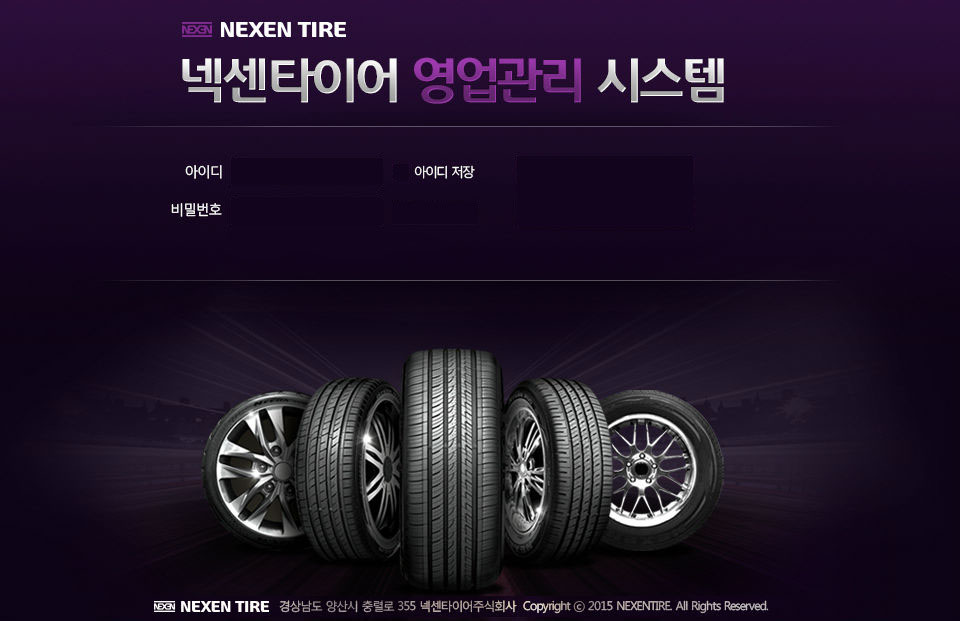 NEXEN NEXEN TIRE
넥센타이어 영업관리 시스템
아이디 아이디 저장
비밀번호
NEXEN NEXEN TIRE 경상남도 양산시 충렬로 355 넥센타이어주식회사 Copyright ⓒ 2015 NEXENTIRE. All Rights Reserved.